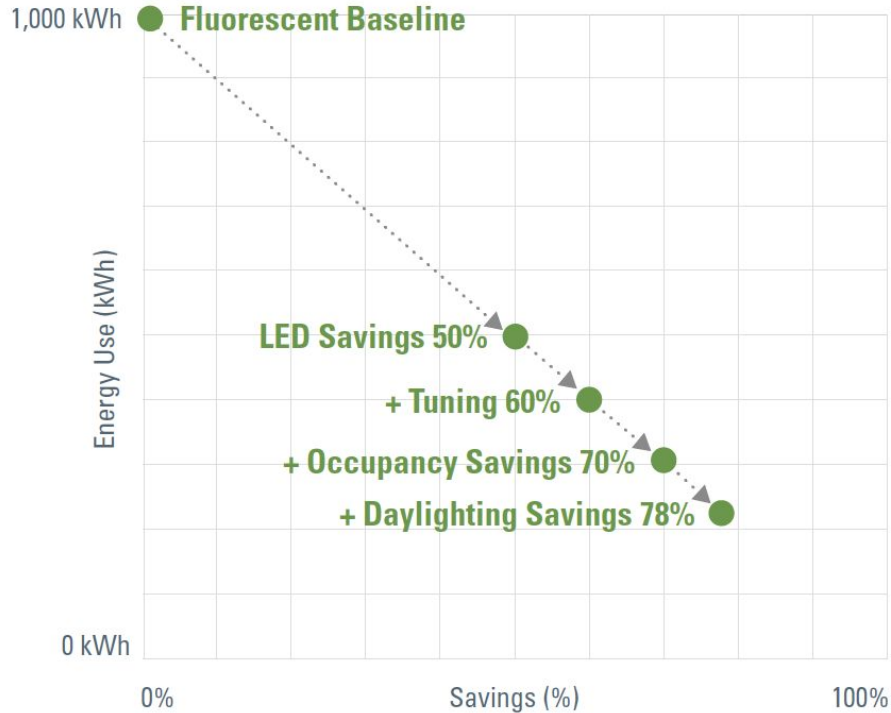 1,000 kWh
Fluorescent Baseline
Energy Use (kWh)
LED Savings 50%
+ Tuning 60%
+ Occupancy Savings 70%
+ Daylighting Savings 78%
0 kWh
0%
Savings (%)
100%